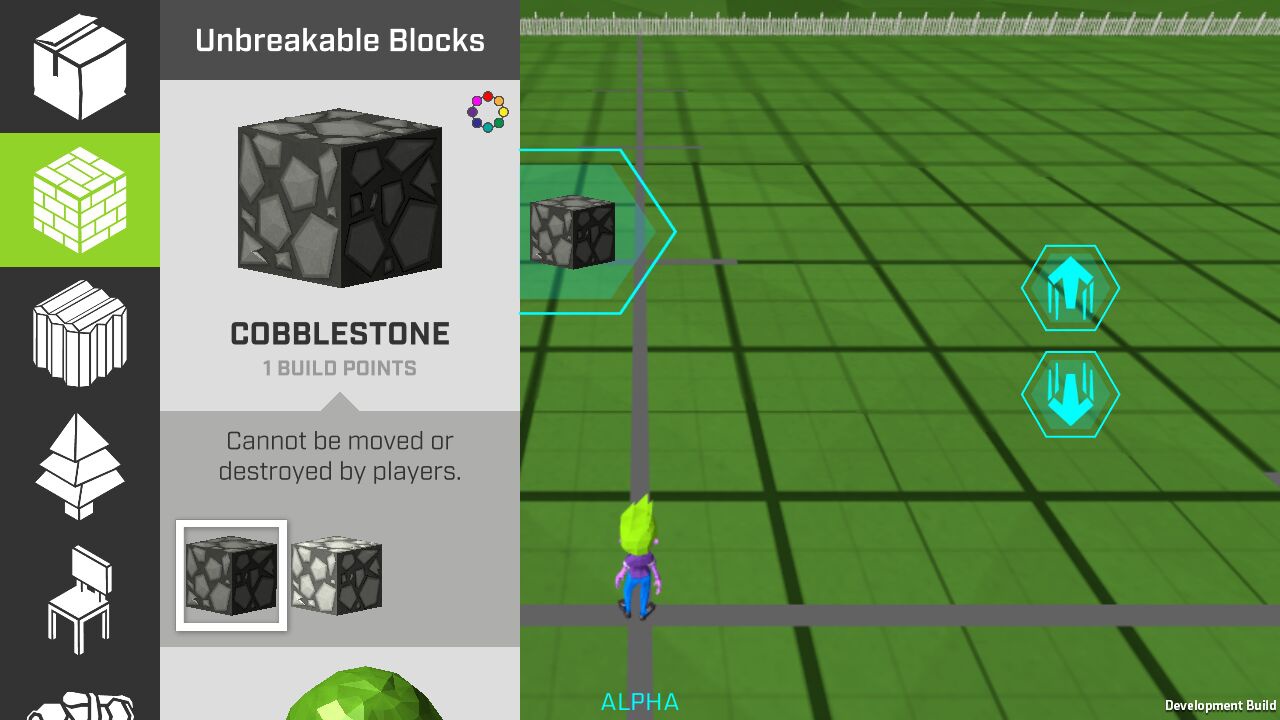 Unbreakable Blocks
COBBLESTONE
1 BUILD POINTS
Cannot be moved or
destroyed by players.
ALPHA
Development Build